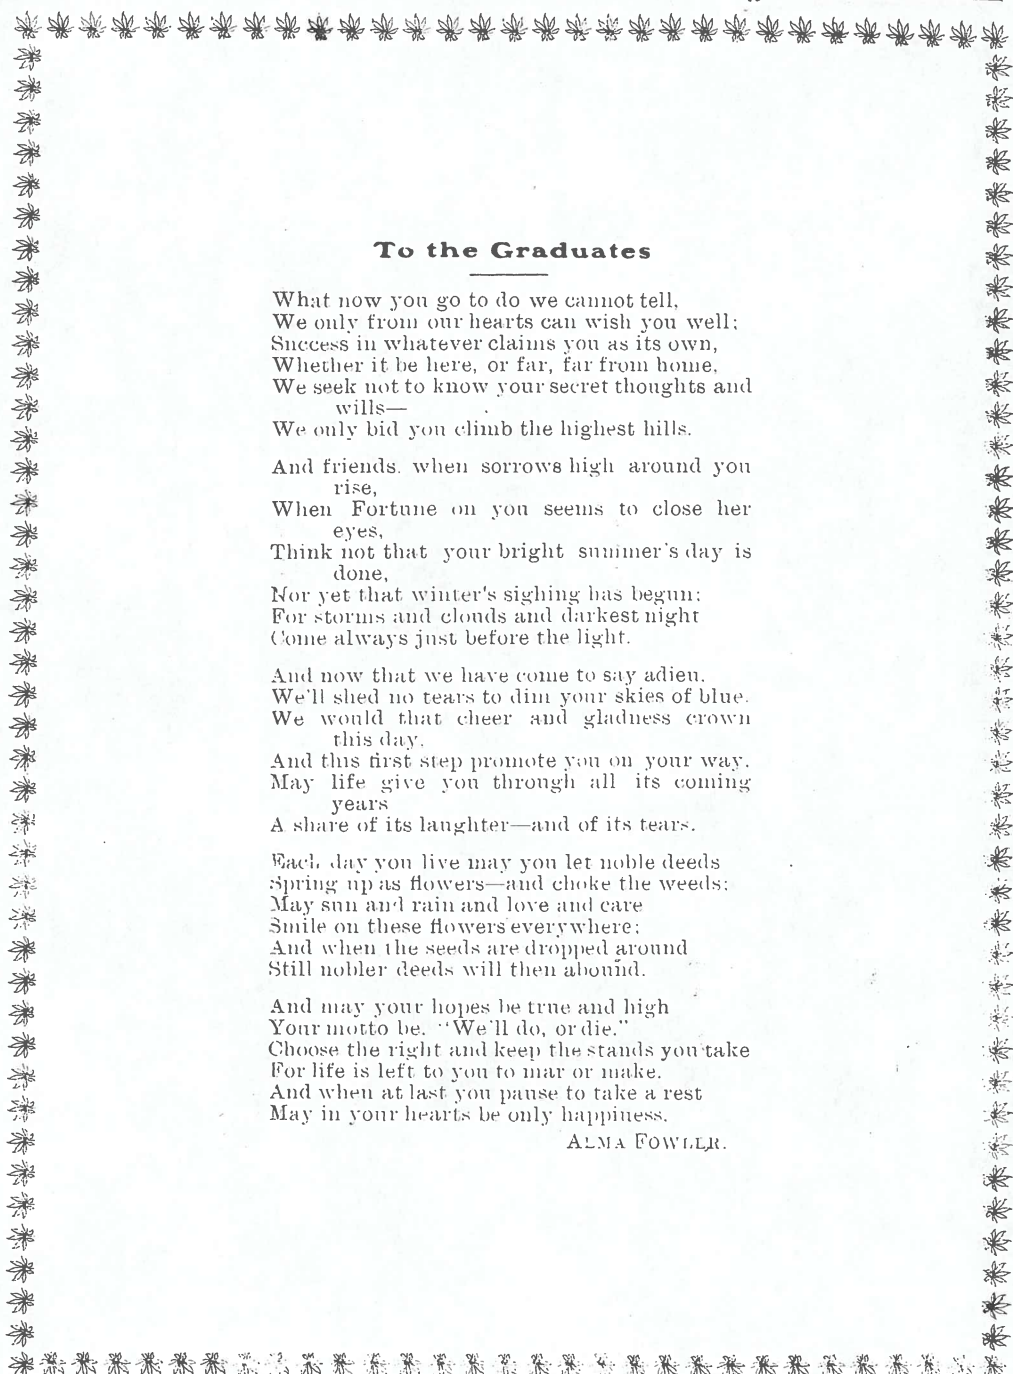 To the Graduates
What now you go to do we cannot tell,
We only from our hearts can wish you well;
Success in whatever claims you as its own,
Whether it be here, or far, far from home,
We seek not to know your secret thoughts and
wills—
We only bid you climb the highest hills.
And friends. when sorrows high around you
rise,
When Fortune on you seems to close her
eyes,
Think not that your bright summer's day is
done,
Nor yet that winter's sighing has begun;
For storms and clouds and darkest night
Come always just before the light.
And now that we have come to say adieu.
We'll shed no tears to dim your skies of blue.
We would that cheer and gladness crown
this day.
And this first step promote you on your way.
May life give you through all its coming
years
A share of its laughter—and of its tears.
Each day you live may you let noble deeds
Spring up as flowers—and choke the weeds;
May sun and rain and love and care
Smile on these flowers everywhere;
And when the seeds are dropped around
Still nobler deeds will then abound.
And may your hopes be true and high
Your motto be. "We'll do, or die."
Choose the right and keep the stands you take
For life is left to you to mar or make.
And when at last you pause to take a rest
May in your hearts be only happiness.
ALMA FOWLER.